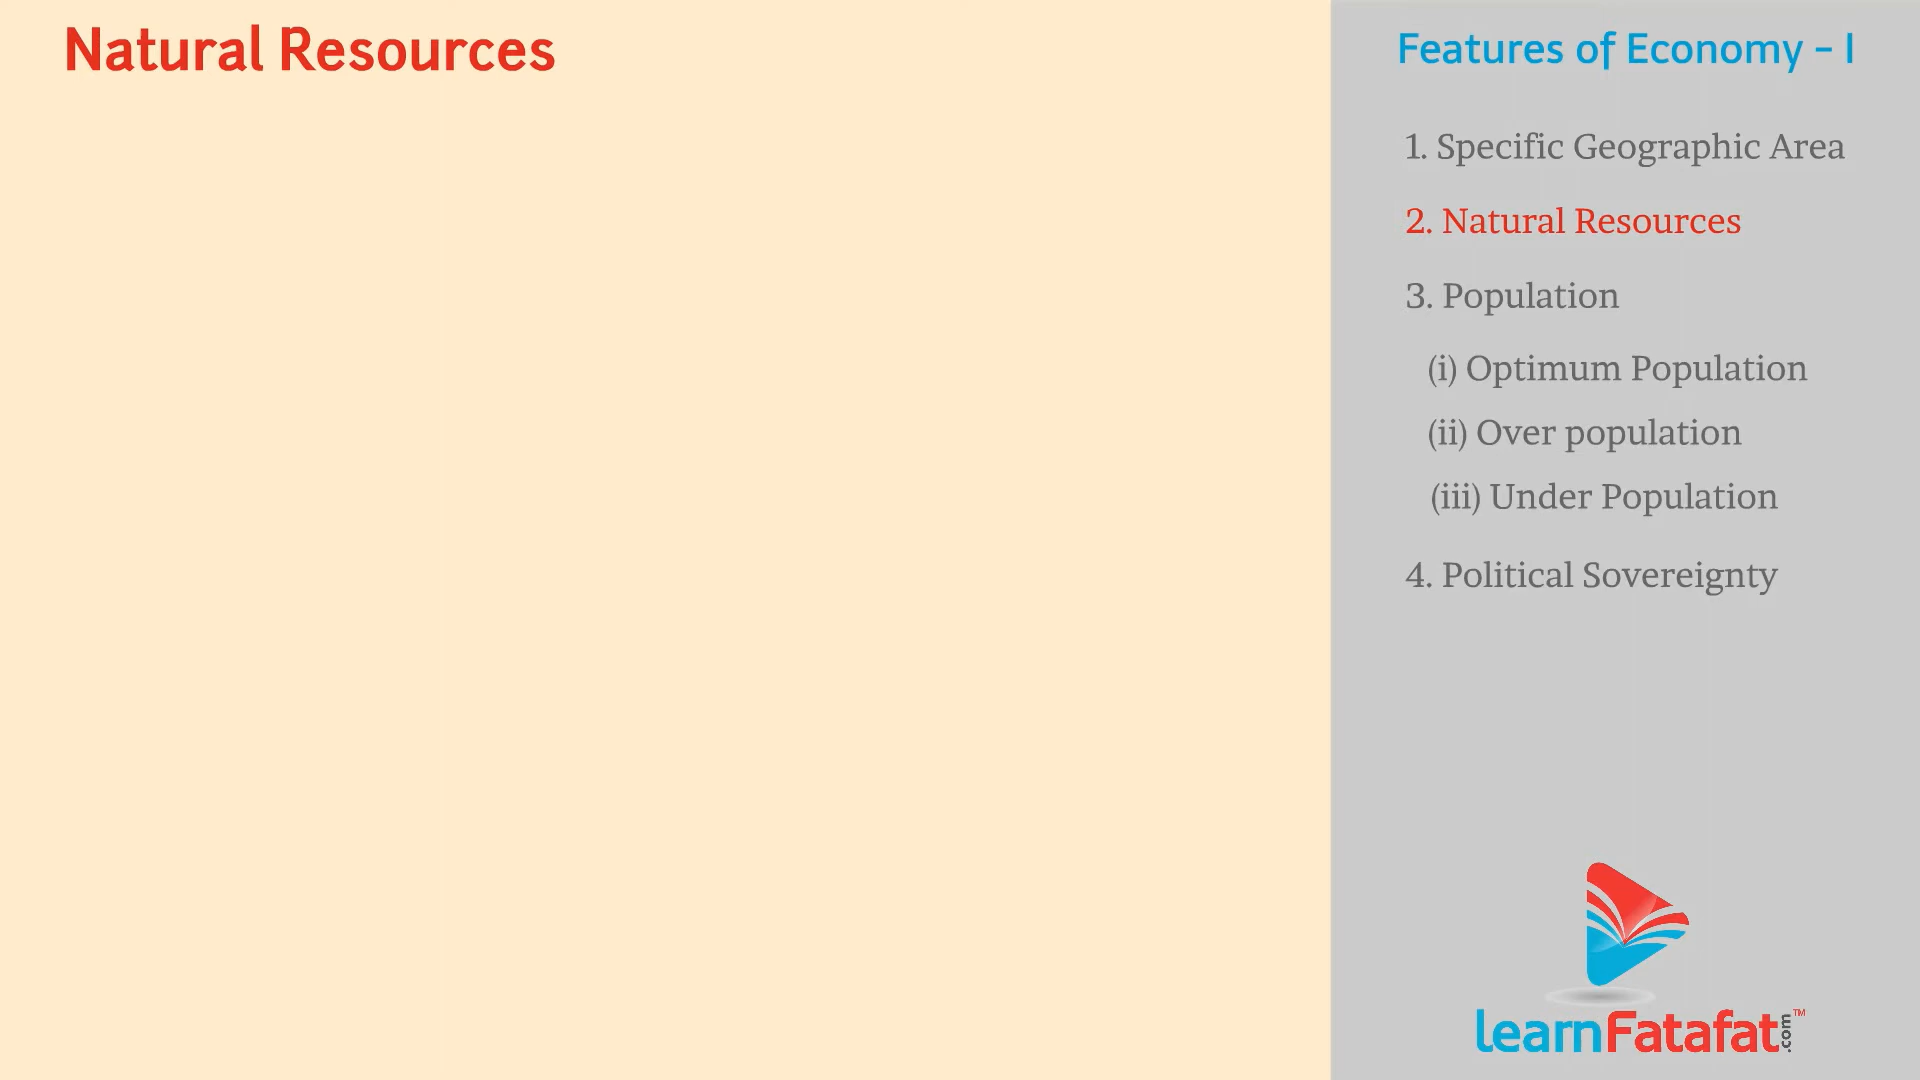 Natural Resources
Features of Economy – I
1. Specific Geographic Area
2. Natural Resources
3. Population
(i) Optimum Population
(ii) Over population
(iii) Under Population
4. Political Sovereignty
learnFatafat.com™